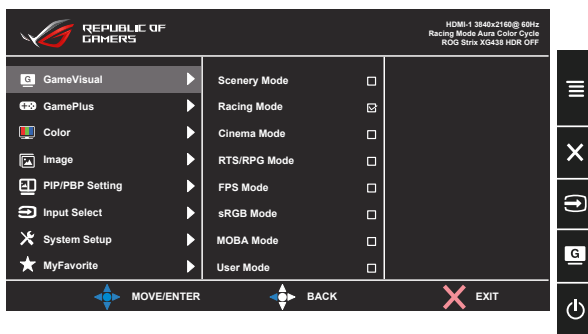 REPUBLIC OF
GAMERS
HDMI-1 3840x2160@ 60Hz
Racing Mode Aura Color Cycle
ROG Strix XG438 HDR OFF
G GameVisual
GamePlus
Color
Image
PIP/PBP Setting
Input Select
System Setup
MyFavorite
Scenery Mode
Racing Mode
Cinema Mode
RTS/RPG Mode
FPS Mode
sRGB Mode
MOBA Mode
User Mode
MOVE/ENTER
BACK
EXIT
G